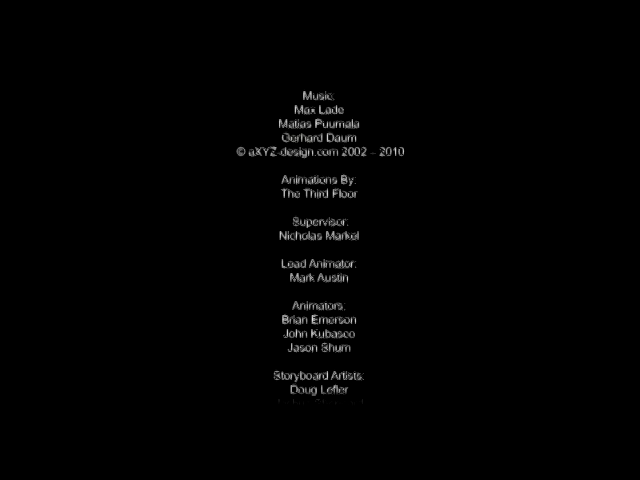 Music:
Max Lade
Matias Puumala
Gerhard Daum
© aXYZ-design.com 2002 – 2010
Animations By:
The Third Floor
Supervisor:
Nicholas Markel
Lead Animator:
Mark Austin
Animators:
Brian Emerson
John Kubasco
Jason Shum
Storyboard Artists:
Doug Lefler